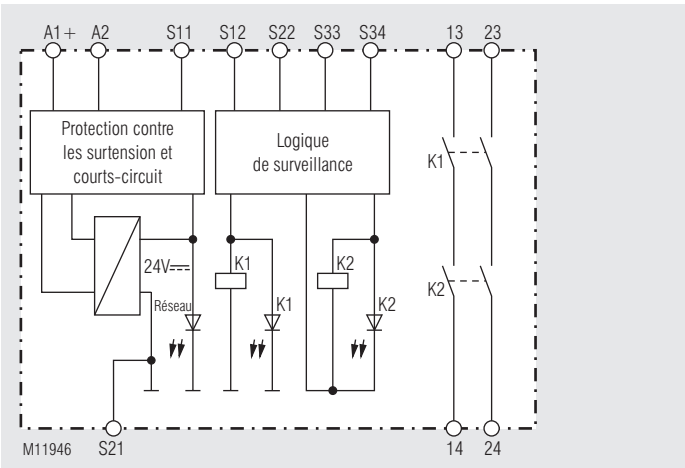 A1+ A2 S11 S12 S22 S33 S34 13 23
Protection contre
les surtension et
courts-circuit
Logique
de surveillance
K1
24V
K1
K2
K2
Réseau
K1
K2
M11946
S21
14 24